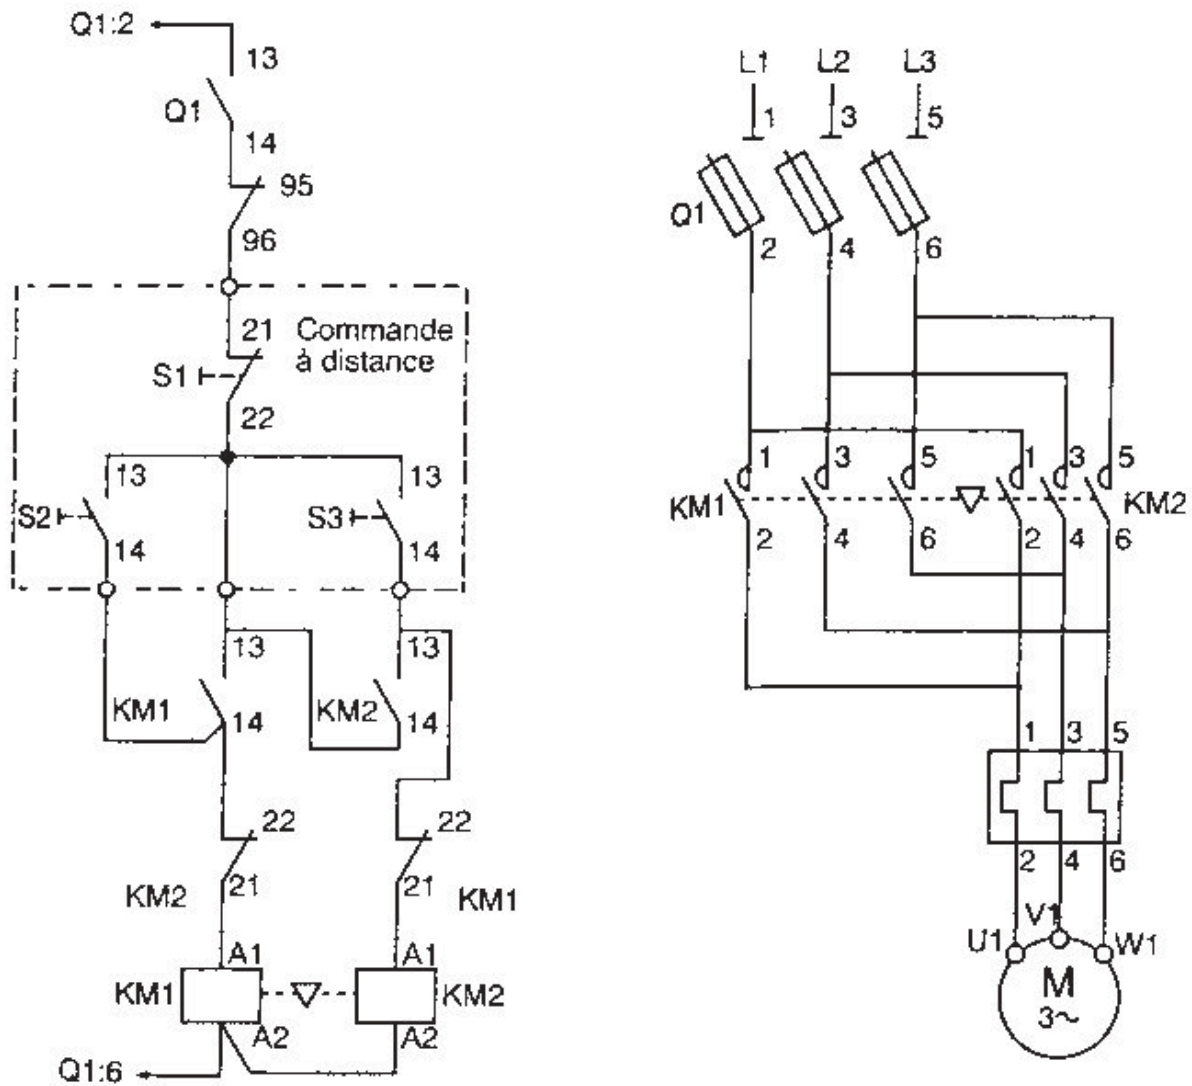 Q1:2
13
Q1
14
95
96
21
Commande
à distance
S1
22
13
13
S2
S3
14
14
13
13
KM1
14
KM2
14
22
22
KM2
21
21
KM1
A1
A1
KM1
KM2
A2
A2
Q1:6
L1 L2 L3
1 3 5
Q1
2 4 6
1 3 5 1 3 5
KM1
KM2
2 4 6 2 4 6
1 3 5
2 4 6
V1
U1
W1
M
3~